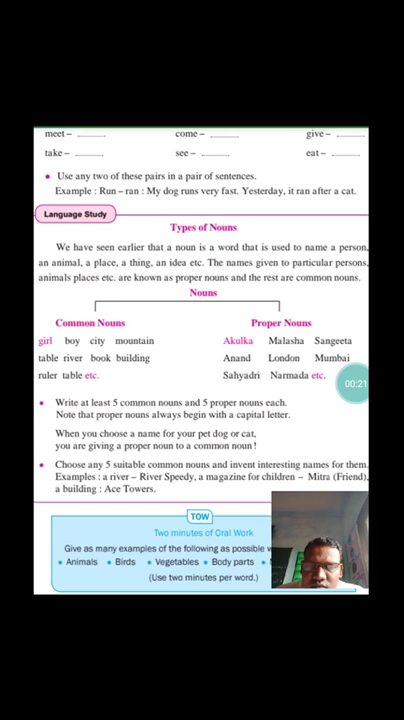 meet – ..........    come – ..........    give – ..........
take – ..........    see – ..........    eat – ..........
• Use any two of these pairs in a pair of sentences.
Example : Run – ran : My dog runs very fast. Yesterday, it ran after a cat.
Language Study
Types of Nouns
We have seen earlier that a noun is a word that is used to name a person,
an animal, a place, a thing, an idea etc. The names given to particular persons,
animals places etc. are known as proper nouns and the rest are common nouns.
Nouns
Common Nouns    Proper Nouns
girl boy city mountain    Akulka Malasha Sangeeta
table river book building    Anand London Mumbai
ruler table etc.    Sahyadri Narmada etc.
00:21
• Write at least 5 common nouns and 5 proper nouns each.
Note that proper nouns always begin with a capital letter.
When you choose a name for your pet dog or cat,
you are giving a proper noun to a common noun !
• Choose any 5 suitable common nouns and invent interesting names for them.
Examples : a river – River Speedy, a magazine for children – Mitra (Friend),
a building : Ace Towers.
TOW
Two minutes of Oral Work
Give as many examples of the following as possible
• Animals • Birds • Vegetables • Body parts •
(Use two minutes per word.)